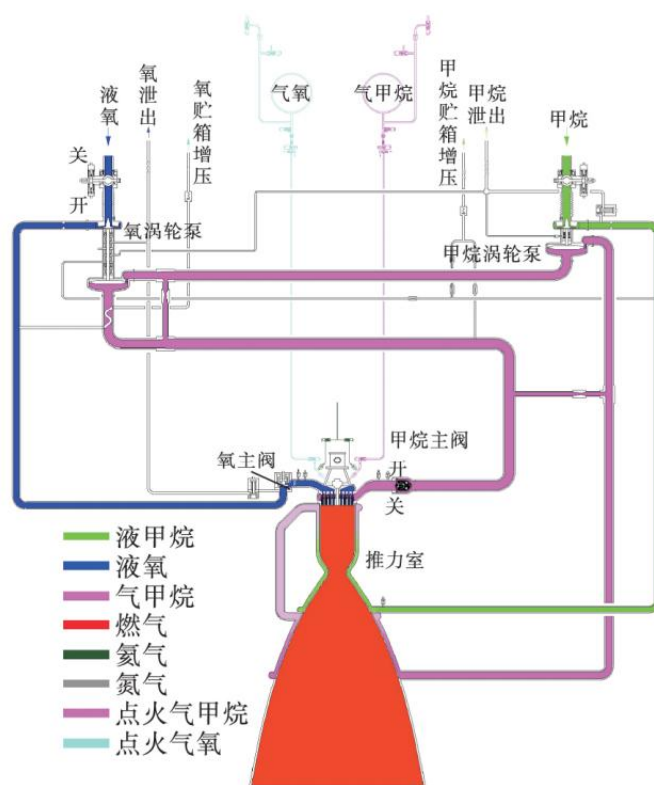 液氧
氧泄出
氧贮箱增压
气氧
气甲烷
甲烷贮箱增压
甲烷泄出
甲烷
关
开
氧涡轮泵
甲烷涡轮泵
氧主阀
甲烷主阀
开
关
推力室
液甲烷
液氧
气甲烷
燃气
氦气
氮气
点火气甲烷
点火气氧